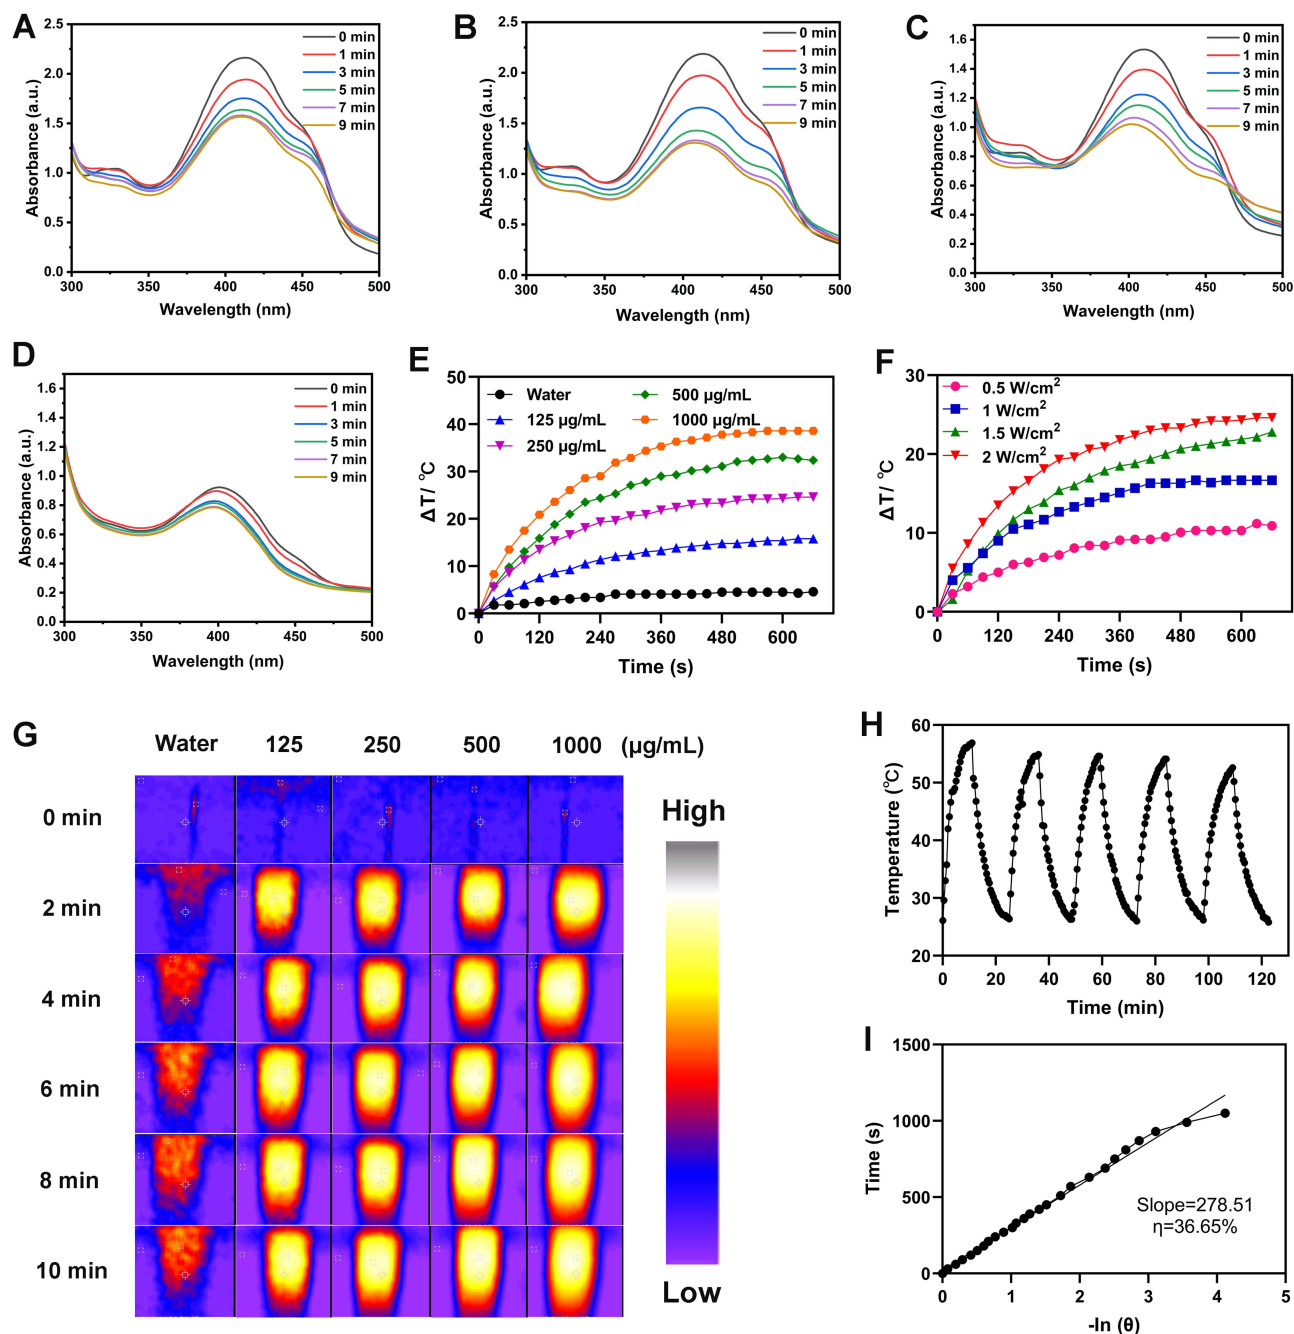 A
Absorbance (a.u.)
2.5
2.0
1.5
1.0
0.5
0.0
300
350
400
450
500
Wavelength (nm)
0 min
1 min
3 min
5 min
7 min
9 min
B
Absorbance (a.u.)
2.5
2.0
1.5
1.0
0.5
0.0
300
350
400
450
500
Wavelength (nm)
0 min
1 min
3 min
5 min
7 min
9 min
C
Absorbance (a.u.)
1.6
1.4
1.2
1.0
0.8
0.6
0.4
0.2
0.0
300
350
400
450
500
Wavelength (nm)
0 min
1 min
3 min
5 min
7 min
9 min
D
Absorbance (a.u.)
1.6
1.4
1.2
1.0
0.8
0.6
0.4
0.2
0.0
300
350
400
450
500
Wavelength (nm)
0 min
1 min
3 min
5 min
7 min
9 min
E
ΔT/ ℃
50
40
30
20
10
0
0
120
240
360
480
600
Time (s)
Water
125 μg/mL
250 μg/mL
500 μg/mL
1000 μg/mL
F
ΔT/ ℃
30
20
10
0
0
120
240
360
480
600
Time (s)
0.5 W/cm²
1 W/cm²
1.5 W/cm²
2 W/cm²
G
Water 125 250 500 1000 (μg/mL)
0 min
2 min
4 min
6 min
8 min
10 min
High
Low
H
Temperature (℃)
60
50
40
30
20
0
20
40
60
80
100
120
Time (min)
I
Time (s)
1500
1000
500
0
0
1
2
3
4
5
-In (θ)
Slope=278.51
η=36.65%